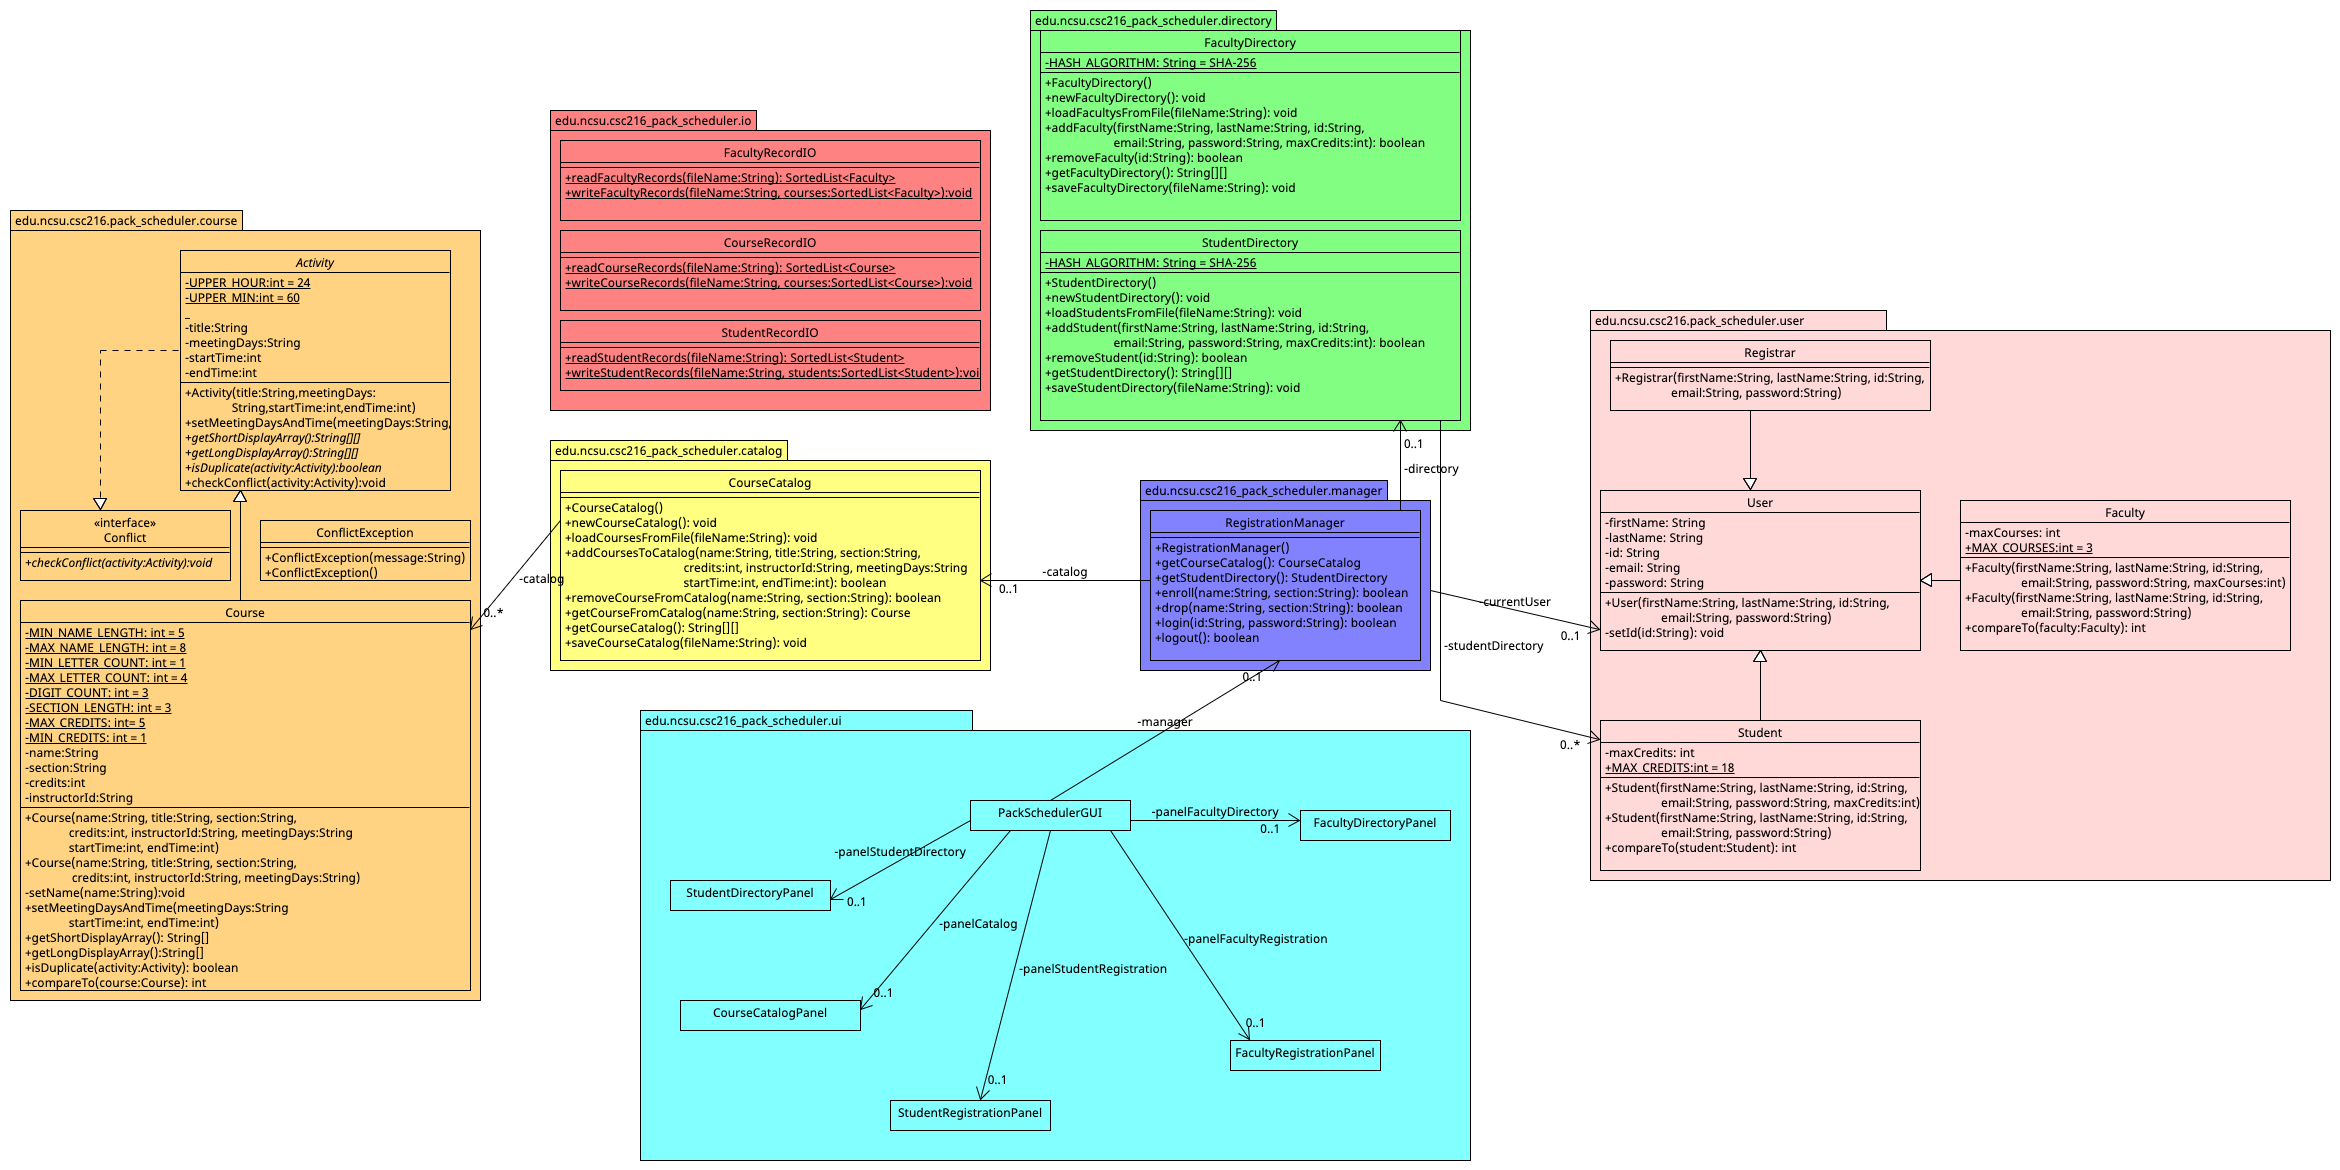 edu.ncsu.csc216.pack_scheduler.course
Activity
-UPPER_HOUR:int = 24
-UPPER_MIN:int = 60
_
-title:String
-meetingDays:String
-startTime:int
-endTime:int
+Activity(title:String,meetingDays:
String,startTime:int,endTime:int)
+setMeetingDaysAndTime(meetingDays:String,
+getShortDisplayArray():String[][]
+getLongDisplayArray():String[][]
+isDuplicate(activity:Activity):boolean
+checkConflict(activity:Activity):void
«interface»
Conflict
+checkConflict(activity:Activity):void
ConflictException
+ConflictException(message:String)
+ConflictException()
Course
-MIN_NAME_LENGTH: int = 5
-MAX_NAME_LENGTH: int = 8
-MIN_LETTER_COUNT: int = 1
-MAX_LETTER_COUNT: int = 4
-DIGIT_COUNT: int = 3
-SECTION_LENGTH: int = 3
-MAX_CREDITS: int= 5
-MIN_CREDITS: int = 1
-name:String
-section:String
-credits:int
-instructorId:String
+Course(name:String, title:String, section:String,
credits:int, instructorId:String, meetingDays:String
startTime:int, endTime:int)
+Course(name:String, title:String, section:String,
credits:int, instructorId:String, meetingDays:String)
-setName(name:String):void
+setMeetingDaysAndTime(meetingDays:String
startTime:int, endTime:int)
+getShortDisplayArray(): String[]
+getLongDisplayArray():String[]
+isDuplicate(activity:Activity): boolean
+compareTo(course:Course): int
edu.ncsu.csc216_pack_scheduler.io
FacultyRecordIO
+readFacultyRecords(fileName:String): SortedList<Faculty>
+writeFacultyRecords(fileName:String, courses:SortedList<Faculty>):void
CourseRecordIO
+readCourseRecords(fileName:String): SortedList<Course>
+writeCourseRecords(fileName:String, courses:SortedList<Course>):void
StudentRecordIO
+readStudentRecords(fileName:String): SortedList<Student>
+writeStudentRecords(fileName:String, students:SortedList<Student>):voi
edu.ncsu.csc216_pack_scheduler.catalog
CourseCatalog
+CourseCatalog()
+newCourseCatalog(): void
+loadCoursesFromFile(fileName:String): void
+addCoursesToCatalog(name:String, title:String, section:String,
credits:int, instructorId:String, meetingDays:String
startTime:int, endTime:int): boolean
+removeCourseFromCatalog(name:String, section:String): boolean
+getCourseFromCatalog(name:String, section:String): Course
+getCourseCatalog(): String[][]
+saveCourseCatalog(fileName:String): void
-catalog
0..*
edu.ncsu.csc216_pack_scheduler.directory
FacultyDirectory
-HASH_ALGORITHM: String = SHA-256
+FacultyDirectory()
+newFacultyDirectory(): void
+loadFacultysFromFile(fileName:String): void
+addFaculty(firstName:String, lastName:String, id:String,
email:String, password:String, maxCredits:int): boolean
+removeFaculty(id:String): boolean
+getFacultyDirectory(): String[][]
+saveFacultyDirectory(fileName:String): void
StudentDirectory
-HASH_ALGORITHM: String = SHA-256
+StudentDirectory()
+newStudentDirectory(): void
+loadStudentsFromFile(fileName:String): void
+addStudent(firstName:String, lastName:String, id:String,
email:String, password:String, maxCredits:int): boolean
+removeStudent(id:String): boolean
+getStudentDirectory(): String[][]
+saveStudentDirectory(fileName:String): void
0..1
-directory
edu.ncsu.csc216_pack_scheduler.manager
RegistrationManager
+RegistrationManager()
+getCourseCatalog(): CourseCatalog
+getStudentDirectory(): StudentDirectory
+enroll(name:String, section:String): boolean
+drop(name:String, section:String): boolean
+login(id:String, password:String): boolean
+logout(): boolean
-catalog
0..1
-currentUser
0..1
-studentDirectory
0..*
0..1
-manager
edu.ncsu.csc216.pack_scheduler.user
Registrar
+Registrar(firstName:String, lastName:String, id:String,
email:String, password:String)
User
-firstName: String
-lastName: String
-id: String
-email: String
-password: String
+User(firstName:String, lastName:String, id:String,
email:String, password:String)
-setId(id:String): void
Faculty
-maxCourses: int
+MAX_COURSES:int = 3
+Faculty(firstName:String, lastName:String, id:String,
email:String, password:String, maxCourses:int)
+Faculty(firstName:String, lastName:String, id:String,
email:String, password:String)
+compareTo(faculty:Faculty): int
Student
-maxCredits: int
+MAX_CREDITS:int = 18
+Student(firstName:String, lastName:String, id:String,
email:String, password:String, maxCredits:int)
+Student(firstName:String, lastName:String, id:String,
email:String, password:String)
+compareTo(student:Student): int
edu.ncsu.csc216_pack_scheduler.ui
PackSchedulerGUI
-panelFacultyDirectory
0..1
FacultyDirectoryPanel
-panelStudentDirectory
0..1
StudentDirectoryPanel
-panelCatalog
0..1
CourseCatalogPanel
-panelStudentRegistration
0..1
StudentRegistrationPanel
-panelFacultyRegistration
0..1
FacultyRegistrationPanel